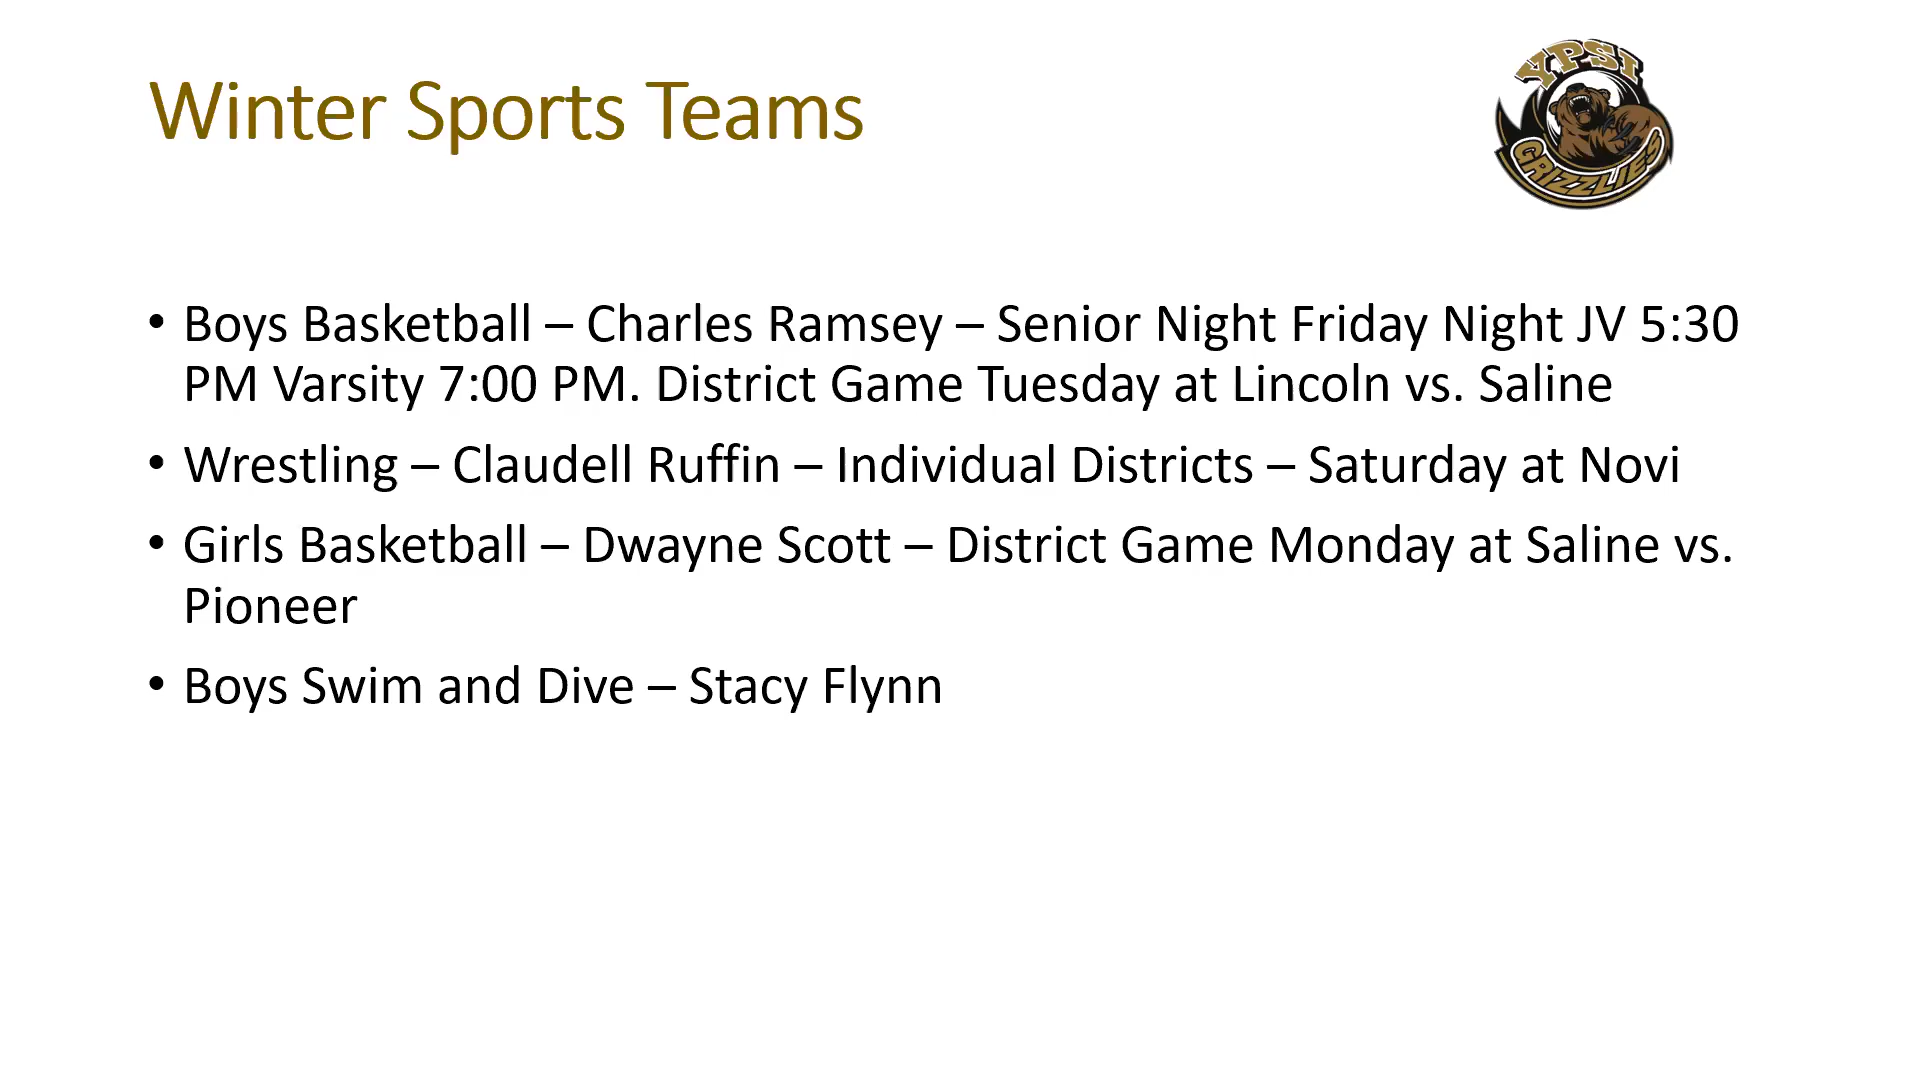 Winter Sports Teams
YPSI
GRIZZLIES
• Boys Basketball – Charles Ramsey – Senior Night Friday Night JV 5:30
PM Varsity 7:00 PM. District Game Tuesday at Lincoln vs. Saline
• Wrestling – Claudell Ruffin – Individual Districts – Saturday at Novi
• Girls Basketball – Dwayne Scott – District Game Monday at Saline vs.
Pioneer
• Boys Swim and Dive – Stacy Flynn